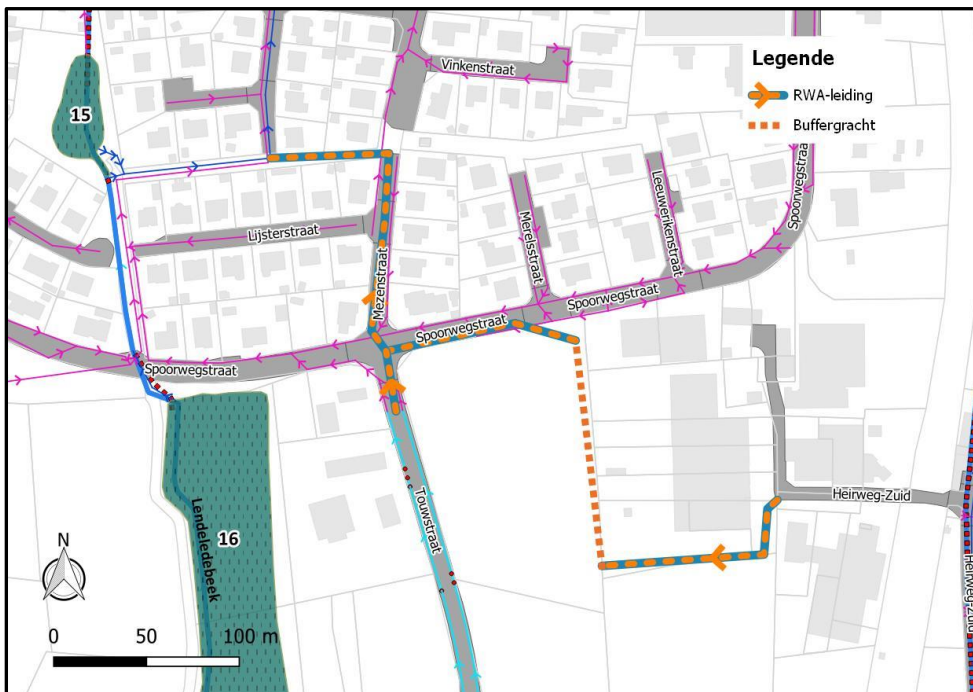 Vinkenstraat
Legende
RWA-leiding
Buffergracht
15
Spoorwegstraat
Leeuwerikenstraat
Merelsstraat
Lijsterstraat
Mezenstraat
Spoorwegstraat
Spoorwegstraat
Spoorwegstraat
Touwstraat
Heirweg-Zuid
Lendeledebeek
16
N
Heirweg-Zuid
0 50 100 m